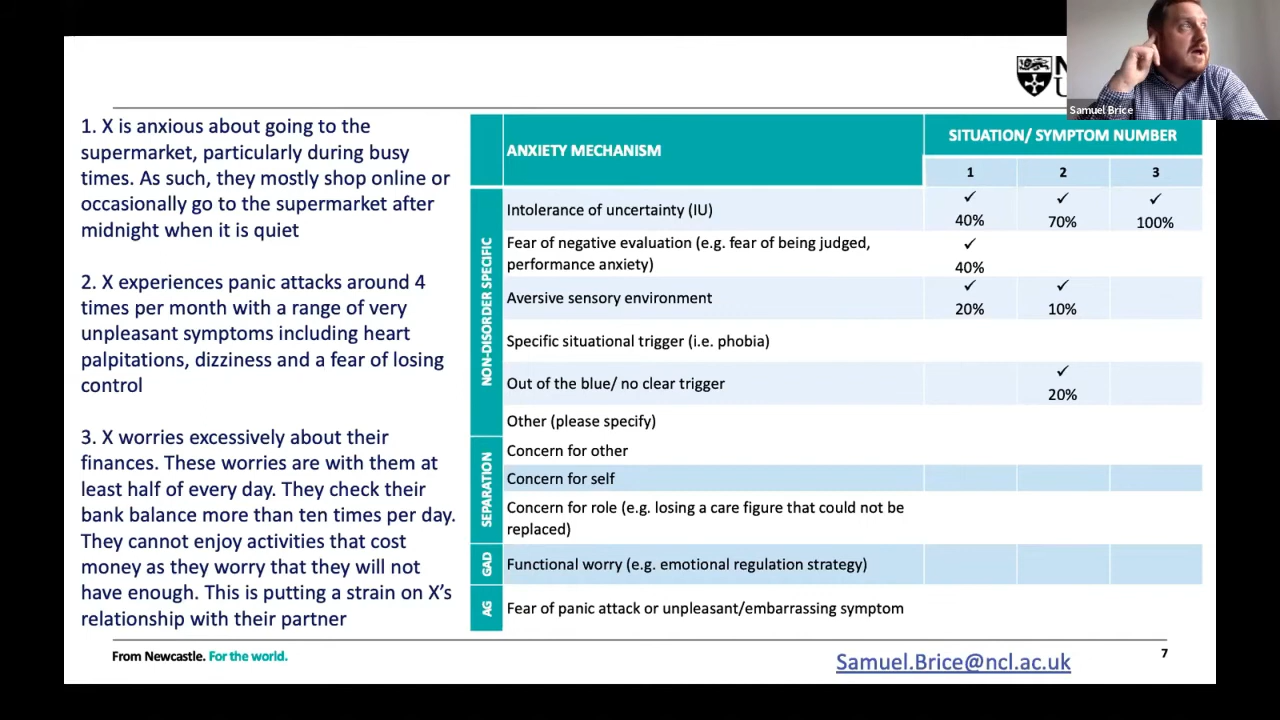 Samuel Brice
N
U
1. X is anxious about going to the
supermarket, particularly during busy
times. As such, they mostly shop online or
occasionally go to the supermarket after
midnight when it is quiet
2. X experiences panic attacks around 4
times per month with a range of very
unpleasant symptoms including heart
palpitations, dizziness and a fear of losing
control
3. X worries excessively about their
finances. These worries are with them at
least half of every day. They check their
bank balance more than ten times per day.
They cannot enjoy activities that cost
money as they worry that they will not
have enough. This is putting a strain on X's
relationship with their partner
ANXIETY MECHANISM
SITUATION/ SYMPTOM NUMBER
1 2 3
NON-DISORDER SPECIFIC
Intolerance of uncertainty (IU)
✓ ✓ ✓
40% 70% 100%
Fear of negative evaluation (e.g. fear of being judged,
performance anxiety)
✓
40%
Aversive sensory environment
✓ ✓
20% 10%
Specific situational trigger (i.e. phobia)
Out of the blue/ no clear trigger
✓
20%
Other (please specify)
SEPARATION
Concern for other
Concern for self
Concern for role (e.g. losing a care figure that could not be
replaced)
GAD
Functional worry (e.g. emotional regulation strategy)
AG
Fear of panic attack or unpleasant/embarrassing symptom
From Newcastle. For the world.
Samuel.Brice@ncl.ac.uk
7